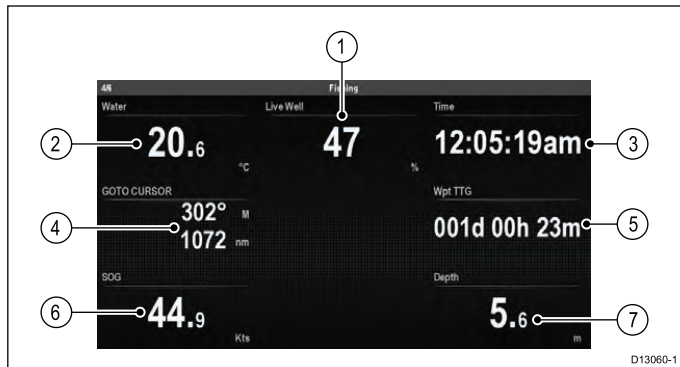 1
4/6 Fishing
Water Live Well Time
2 20.6 °C 47 % 12:05:19am 3
GOTO CURSOR Wpt TTG
4 302° M
1072 nm 001d 00h 23m 5
SOG Depth
6 44.9 Kts 5.6 m 7
D13060-1